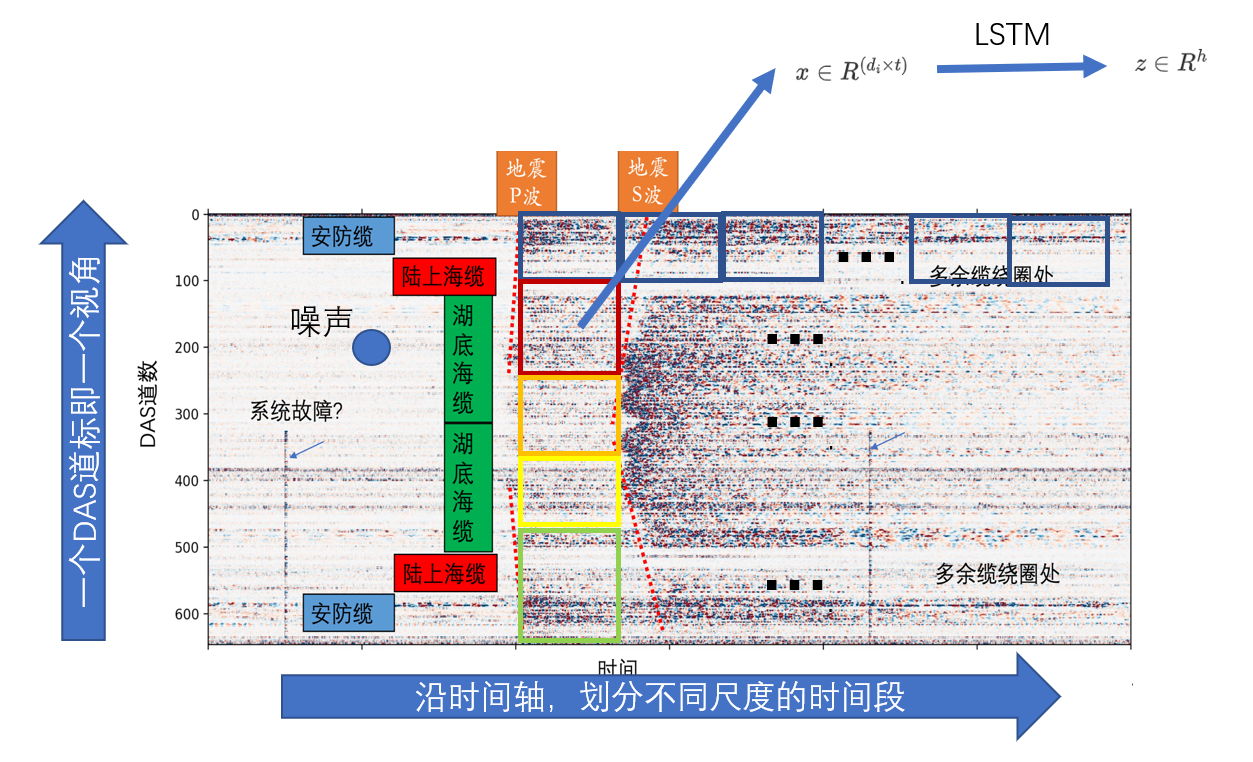 LSTM
x ∈ R^{(d_i×t)}
z ∈ R^h
地震
P波
地震
S波
一个DAS道标即一个视角
DAS道数
0
100
200
300
400
500
600
安防缆
陆上海缆
噪声
湖
底
海
缆
系统故障?
湖
底
海
缆
陆上海缆
安防缆
多余缆绕圈处
多余缆绕圈处
时间
沿时间轴，划分不同尺度的时间段